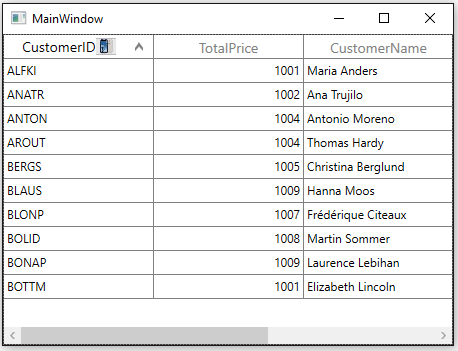 MainWindow
CustomerID TotalPrice CustomerName
ALFKI 1001 Maria Anders
ANATR 1002 Ana Trujilo
ANTON 1004 Antonio Moreno
AROUT 1004 Thomas Hardy
BERGS 1005 Christina Berglund
BLAUS 1009 Hanna Moos
BLONP 1007 Frédérique Citeaux
BOLID 1008 Martin Sommer
BONAP 1009 Laurence Lebihan
BOTTM 1001 Elizabeth Lincoln